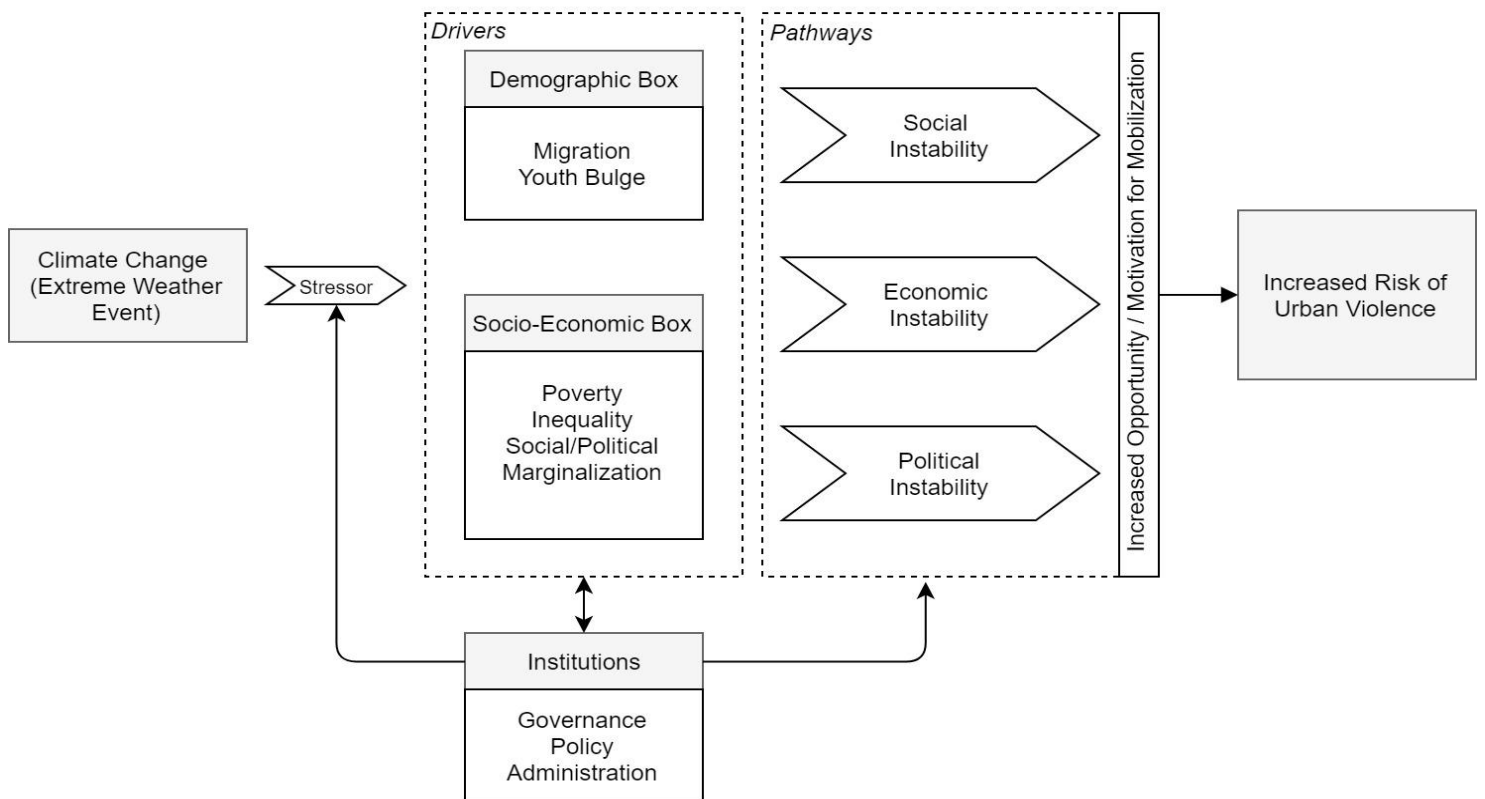 Drivers
Demographic Box
Migration
Youth Bulge
Socio-Economic Box
Poverty
Inequality
Social/Political
Marginalization
Climate Change
(Extreme Weather
Event)
Stressor
Institutions
Governance
Policy
Administration
Pathways
Social
Instability
Economic
Instability
Political
Instability
Increased Opportunity / Motivation for Mobilization
Increased Risk of
Urban Violence